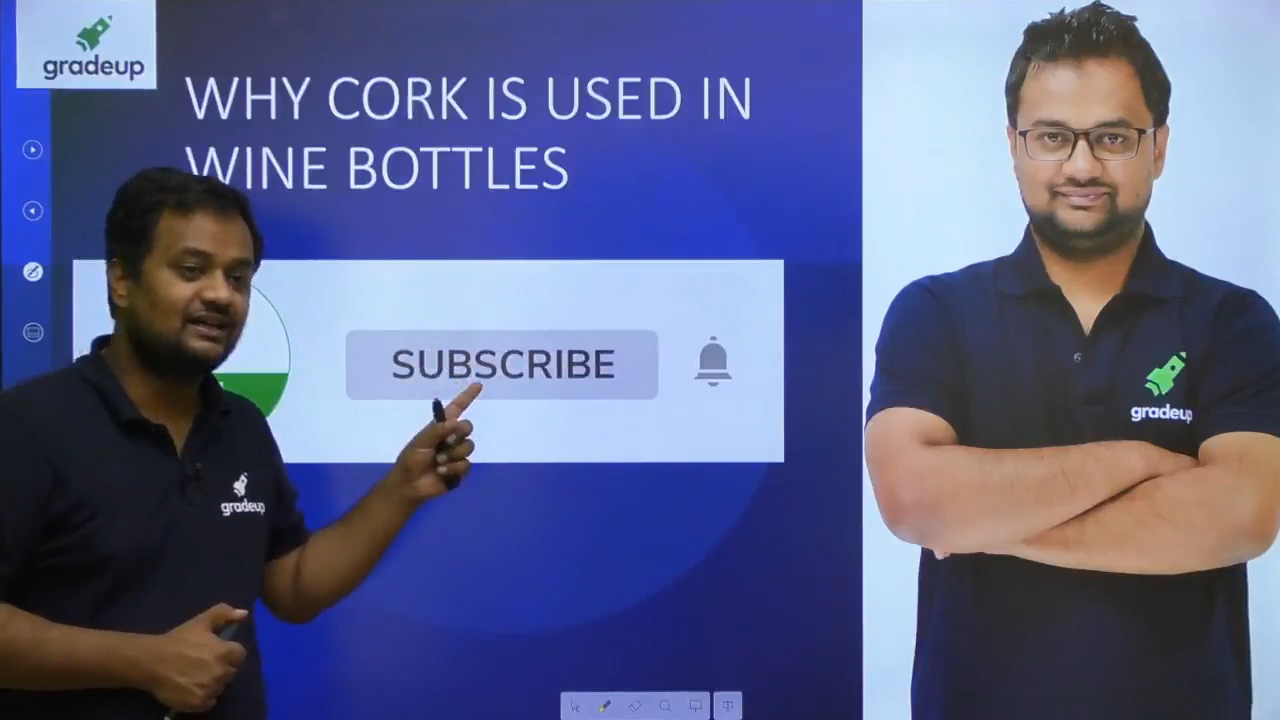 gradeup
WHY CORK IS USED IN
WINE BOTTLES
SUBSCRIBE
gradeup
gradeup